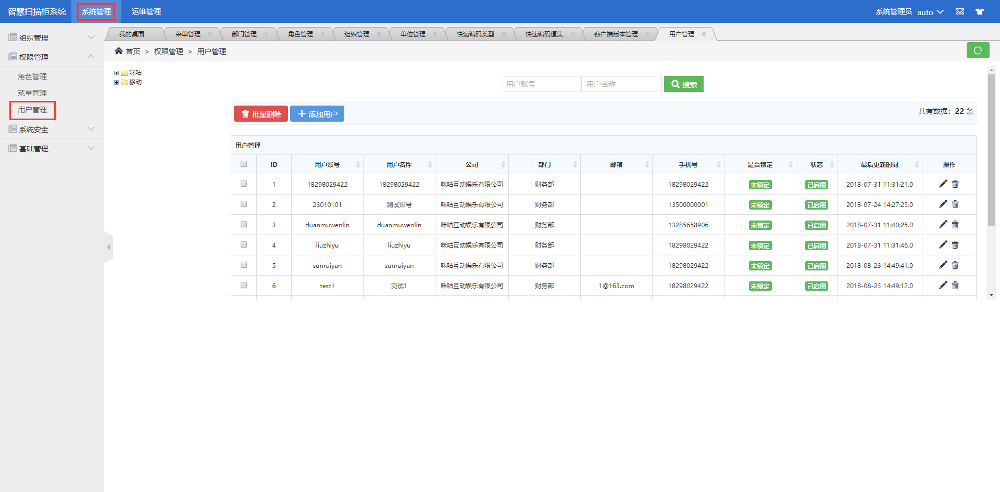 智慧扫描柜系统 系统管理 运维管理 系统管理员 auto
组织管理
权限管理
角色管理
菜单管理
用户管理
系统安全
基础管理
我的桌面 菜单管理 部门管理 角色管理 组织管理 单位管理 快速编码类型 快速编码值集 客户端版本管理 用户管理
首页 > 权限管理 > 用户管理
咪咕
移动
用户账号 用户名称 搜索
批量删除 添加用户 共有数据：22 条
用户管理
ID 用户账号 用户名称 公司 部门 邮箱 手机号 是否锁定 状态 最后更新时间 操作
1 18298029422 18298029422 咪咕互动娱乐有限公司 财务部 18298029422 未锁定 已启用 2018-07-31 11:31:21.0
2 23010101 测试账号 咪咕互动娱乐有限公司 财务部 13500000001 未锁定 已启用 2018-07-24 14:27:25.0
3 duanmuwenlin duanmuwenlin 咪咕互动娱乐有限公司 财务部 13285658906 未锁定 已启用 2018-07-31 11:40:25.0
4 liuzhiyu liuzhiyu 咪咕互动娱乐有限公司 财务部 18298029422 未锁定 已启用 2018-07-31 11:31:46.0
5 sunruiyan sunruiyan 咪咕互动娱乐有限公司 财务部 18298029422 未锁定 已启用 2018-08-23 14:49:41.0
6 test1 测试1 咪咕互动娱乐有限公司 财务部 1@163.com 18298029422 未锁定 已启用 2018-08-23 14:49:12.0